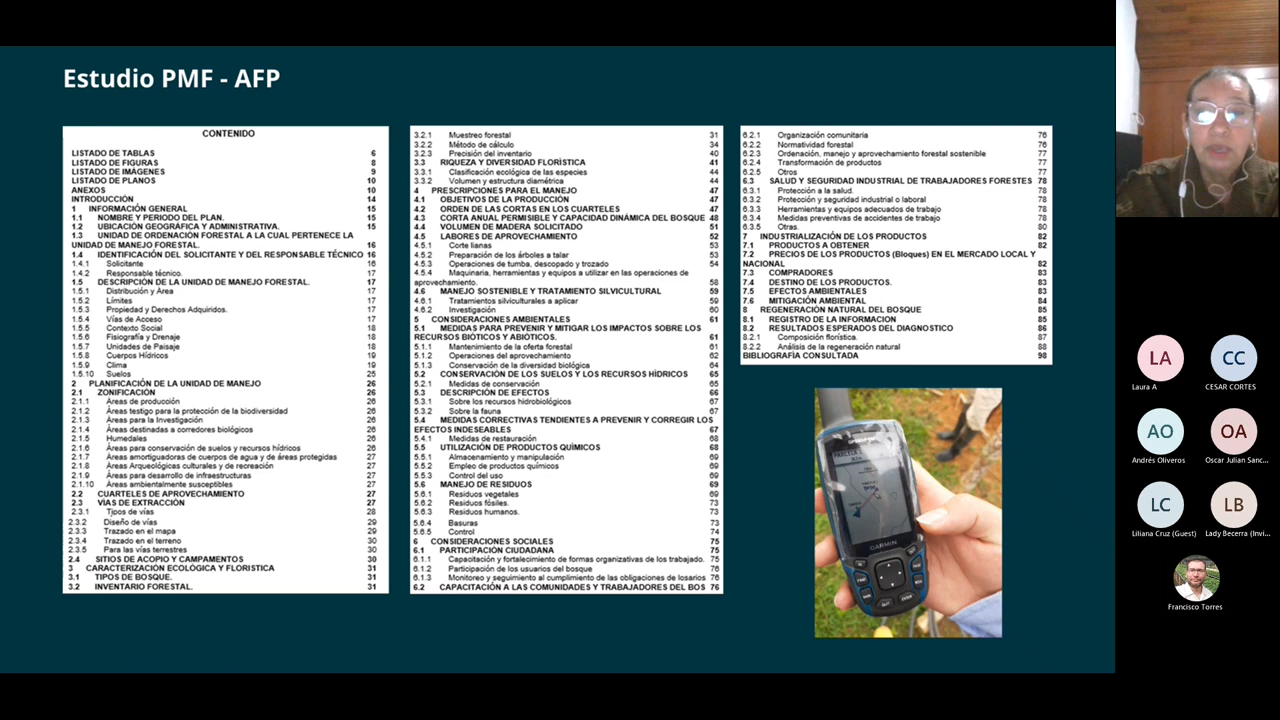 Estudio PMF - AFP
CONTENIDO
LISTADO DE TABLAS 6
LISTADO DE FIGURAS 8
LISTADO DE IMÁGENES 9
LISTADO DE PLANOS 10
ANEXOS 10
INTRODUCCIÓN 14
1 INFORMACIÓN GENERAL 15
1.1 NOMBRE Y PERIODO DEL PLAN. 15
1.2 UBICACIÓN GEOGRÁFICA Y ADMINISTRATIVA. 15
1.3 UNIDAD DE ORDENACIÓN FORESTAL A LA CUAL PERTENECE LA
UNIDAD DE MANEJO FORESTAL. 16
1.4 IDENTIFICACIÓN DEL SOLICITANTE Y DEL RESPONSABLE TÉCNICO 16
1.4.1 Solicitante 16
1.4.2 Responsable técnico. 17
1.5 DESCRIPCIÓN DE LA UNIDAD DE MANEJO FORESTAL. 17
1.5.1 Distribución y Área 17
1.5.2 Límites 17
1.5.3 Propiedad y Derechos Adquiridos. 17
1.5.4 Vías de Acceso 17
1.5.5 Contexto Social 18
1.5.6 Fisiografía y Drenaje 18
1.5.7 Unidades de Paisaje 18
1.5.8 Cuerpos Hídricos 19
1.5.9 Clima 19
1.5.10 Suelos 25
2 PLANIFICACIÓN DE LA UNIDAD DE MANEJO 26
2.1 ZONIFICACIÓN 26
2.1.1 Áreas de producción 26
2.1.2 Áreas testigo para la protección de la biodiversidad 26
2.1.3 Áreas para la Investigación 26
2.1.4 Áreas destinadas a corredores biológicos 26
2.1.5 Humedales 26
2.1.6 Áreas para conservación de suelos y recursos hídricos 26
2.1.7 Áreas amortiguadoras de cuerpos de agua y de áreas protegidas 27
2.1.8 Áreas Arqueológicas culturales y de recreación 27
2.1.9 Áreas para desarrollo de infraestructuras 27
2.1.10 Áreas ambientalmente susceptibles 27
2.2 CUARTELES DE APROVECHAMIENTO 27
2.3 VÍAS DE EXTRACCIÓN 27
2.3.1 Tipos de vías 28
2.3.2 Diseño de vías 29
2.3.3 Trazado en el mapa 29
2.3.4 Trazado en el terreno 30
2.3.5 Para las vías terrestres 30
2.4 SITIOS DE ACOPIO Y CAMPAMENTOS 30
3 CARACTERIZACIÓN ECOLÓGICA Y FLORISTICA 31
3.1 TIPOS DE BOSQUE. 31
3.2 INVENTARIO FORESTAL. 31
3.2.1 Muestreo forestal 31
3.2.2 Método de cálculo 34
3.2.3 Precisión del inventario 40
3.3 RIQUEZA Y DIVERSIDAD FLORÍSTICA 41
3.3.1 Clasificación ecológica de las especies 44
3.3.2 Volumen y estructura diamétrica 44
4 PRESCRIPCIONES PARA EL MANEJO 47
4.1 OBJETIVOS DE LA PRODUCCIÓN 47
4.2 ORDEN DE LAS CORTAS EN LOS CUARTELES 47
4.3 CORTA ANUAL PERMISIBLE Y CAPACIDAD DINÁMICA DEL BOSQUE 48
4.4 VOLUMEN DE MADERA SOLICITADO 51
4.5 LABORES DE APROVECHAMIENTO 52
4.5.1 Corte lianas 53
4.5.2 Preparación de los árboles a talar 53
4.5.3 Operaciones de tumba, descopado y trozado 54
4.5.4 Maquinaria, herramientas y equipos a utilizar en las operaciones de
aprovechamiento. 58
4.6 MANEJO SOSTENIBLE Y TRATAMIENTO SILVICULTURAL 59
4.6.1 Tratamientos silviculturales a aplicar 59
4.6.2 Investigación 60
5 CONSIDERACIONES AMBIENTALES 61
5.1 MEDIDAS PARA PREVENIR Y MITIGAR LOS IMPACTOS SOBRE LOS
RECURSOS BIÓTICOS Y ABIÓTICOS. 61
5.1.1 Mantenimiento de la oferta forestal 61
5.1.2 Operaciones del aprovechamiento 62
5.1.3 Conservación de la diversidad biológica 64
5.2 CONSERVACIÓN DE LOS SUELOS Y LOS RECURSOS HÍDRICOS 65
5.2.1 Medidas de conservación 65
5.3 DESCRIPCIÓN DE EFECTOS 66
5.3.1 Sobre los recursos hidrobiológicos 67
5.3.2 Sobre la fauna 67
5.4 MEDIDAS CORRECTIVAS TENDIENTES A PREVENIR Y CORREGIR LOS
EFECTOS INDESEABLES 67
5.4.1 Medidas de restauración 68
5.5 UTILIZACIÓN DE PRODUCTOS QUÍMICOS 68
5.5.1 Almacenamiento y manipulación 69
5.5.2 Empleo de productos químicos 69
5.5.3 Control del uso 69
5.6 MANEJO DE RESIDUOS 69
5.6.1 Residuos vegetales 69
5.6.2 Residuos fósiles. 73
5.6.3 Residuos humanos. 73
5.6.4 Basuras 73
5.6.5 Control 74
6 CONSIDERACIONES SOCIALES 75
6.1 PARTICIPACIÓN CIUDADANA 75
6.1.1 Capacitación y fortalecimiento de formas organizativas de los trabajado. 75
6.1.2 Participación de los usuarios del bosque 76
6.1.3 Monitoreo y seguimiento al cumplimiento de las obligaciones de losarios 76
6.2 CAPACITACIÓN A LAS COMUNIDADES Y TRABAJADORES DEL BOS 76
6.2.1 Organización comunitaria 76
6.2.2 Normatividad forestal 76
6.2.3 Ordenación, manejo y aprovechamiento forestal sostenible 77
6.2.4 Transformación de productos 77
6.2.5 Otros 77
6.3 SALUD Y SEGURIDAD INDUSTRIAL DE TRABAJADORES FORESTES 78
6.3.1 Protección a la salud. 78
6.3.2 Protección y seguridad industrial o laboral 78
6.3.3 Herramientas y equipos adecuados de trabajo 78
6.3.4 Medidas preventivas de accidentes de trabajo 78
6.3.5 Otras. 80
7 INDUSTRIALIZACIÓN DE LOS PRODUCTOS 82
7.1 PRODUCTOS A OBTENER 82
7.2 PRECIOS DE LOS PRODUCTOS (Bloques) EN EL MERCADO LOCAL Y
NACIONAL 82
7.3 COMPRADORES 83
7.4 DESTINO DE LOS PRODUCTOS. 83
7.5 EFECTOS AMBIENTALES 83
7.6 MITIGACIÓN AMBIENTAL 84
8 REGENERACIÓN NATURAL DEL BOSQUE 85
8.1 REGISTRO DE LA INFORMACION 85
8.2 RESULTADOS ESPERADOS DEL DIAGNOSTICO 86
8.2.1 Composición florística. 87
8.2.2 Análisis de la regeneración natural 88
BIBLIOGRAFÍA CONSULTADA 98
GARMIN
LA
Laura A
CC
CESAR CORTES
AO
Andrés Oliveros
OA
Oscar Julian Sanc...
LC
Liliana Cruz (Guest)
LB
Lady Becerra (Invi...
Francisco Torres